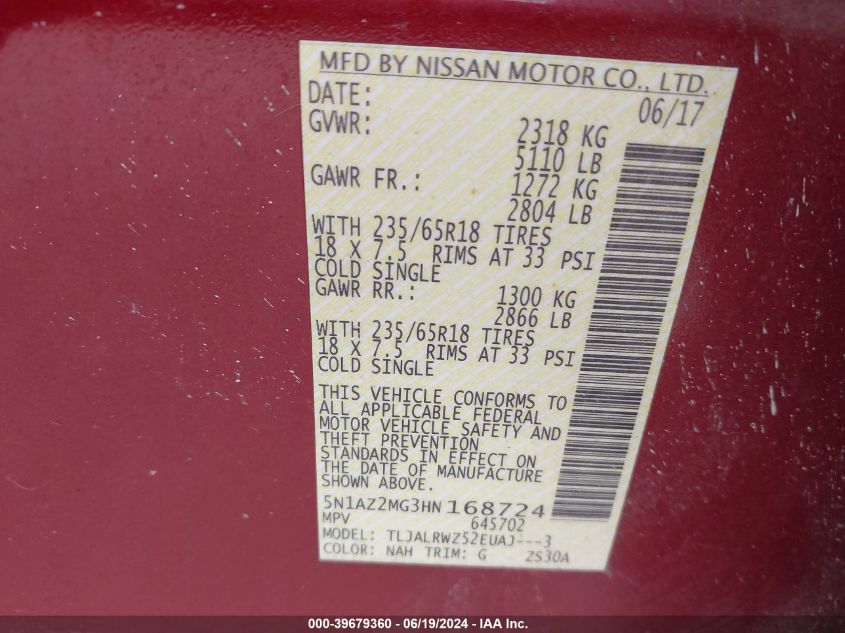 MFD BY NISSAN MOTOR CO., LTD.
DATE: 06/17
GVWR: 2318 KG
5110 LB
GAWR FR.: 1272 KG
2804 LB
WITH 235/65R18 TIRES
18 X 7.5 RIMS AT 33 PSI
COLD SINGLE
GAWR RR.: 1300 KG
2866 LB
WITH 235/65R18 TIRES
18 X 7.5 RIMS AT 33 PSI
COLD SINGLE
THIS VEHICLE CONFORMS TO
ALL APPLICABLE FEDERAL
MOTOR VEHICLE SAFETY AND
THEFT PREVENTION
STANDARDS IN EFFECT ON
THE DATE OF MANUFACTURE
SHOWN ABOVE.
5N1AZ2MG3HN168724
MPV 645702
MODEL: TLJALRWZ52EUAJ---3
COLOR: NAH TRIM: G ZS30A
000-39679360 - 06/19/2024 - IAA Inc.